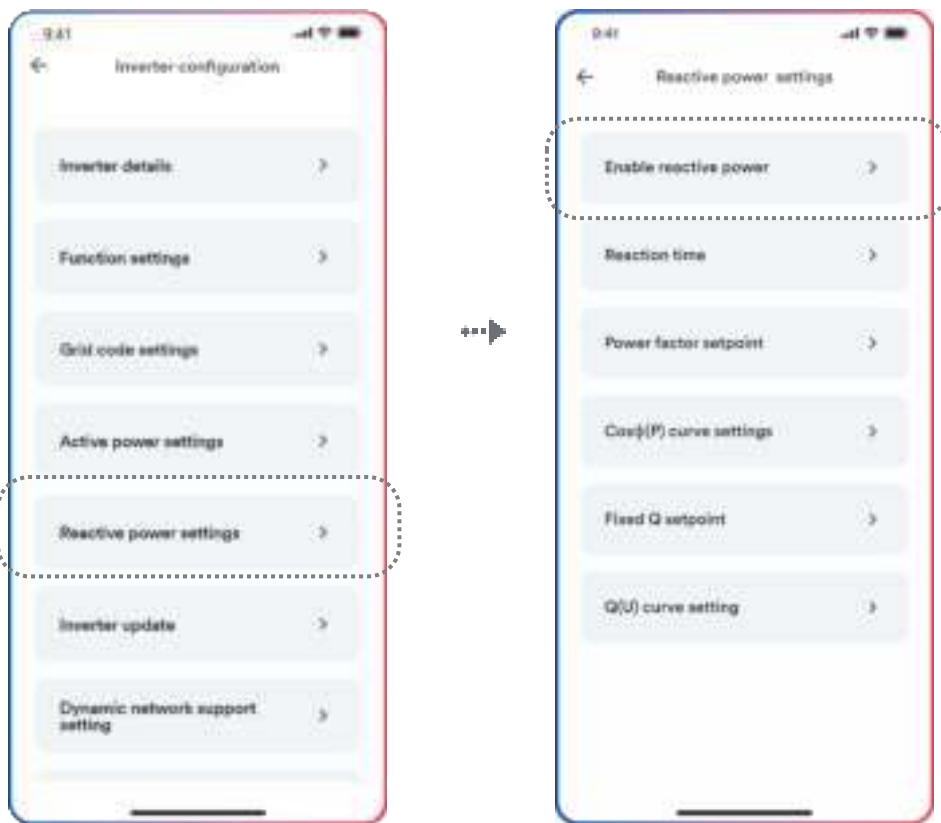 9:41
Inverter configuration
Inverter details
Function settings
Grid code settings
Active power settings
Reactive power settings
Inverter update
Dynamic network support
setting
9:41
Reactive power settings
Enable reactive power
Reaction time
Power factor setpoint
Cosϕ(P) curve settings
Fixed Q setpoint
Q(U) curve setting